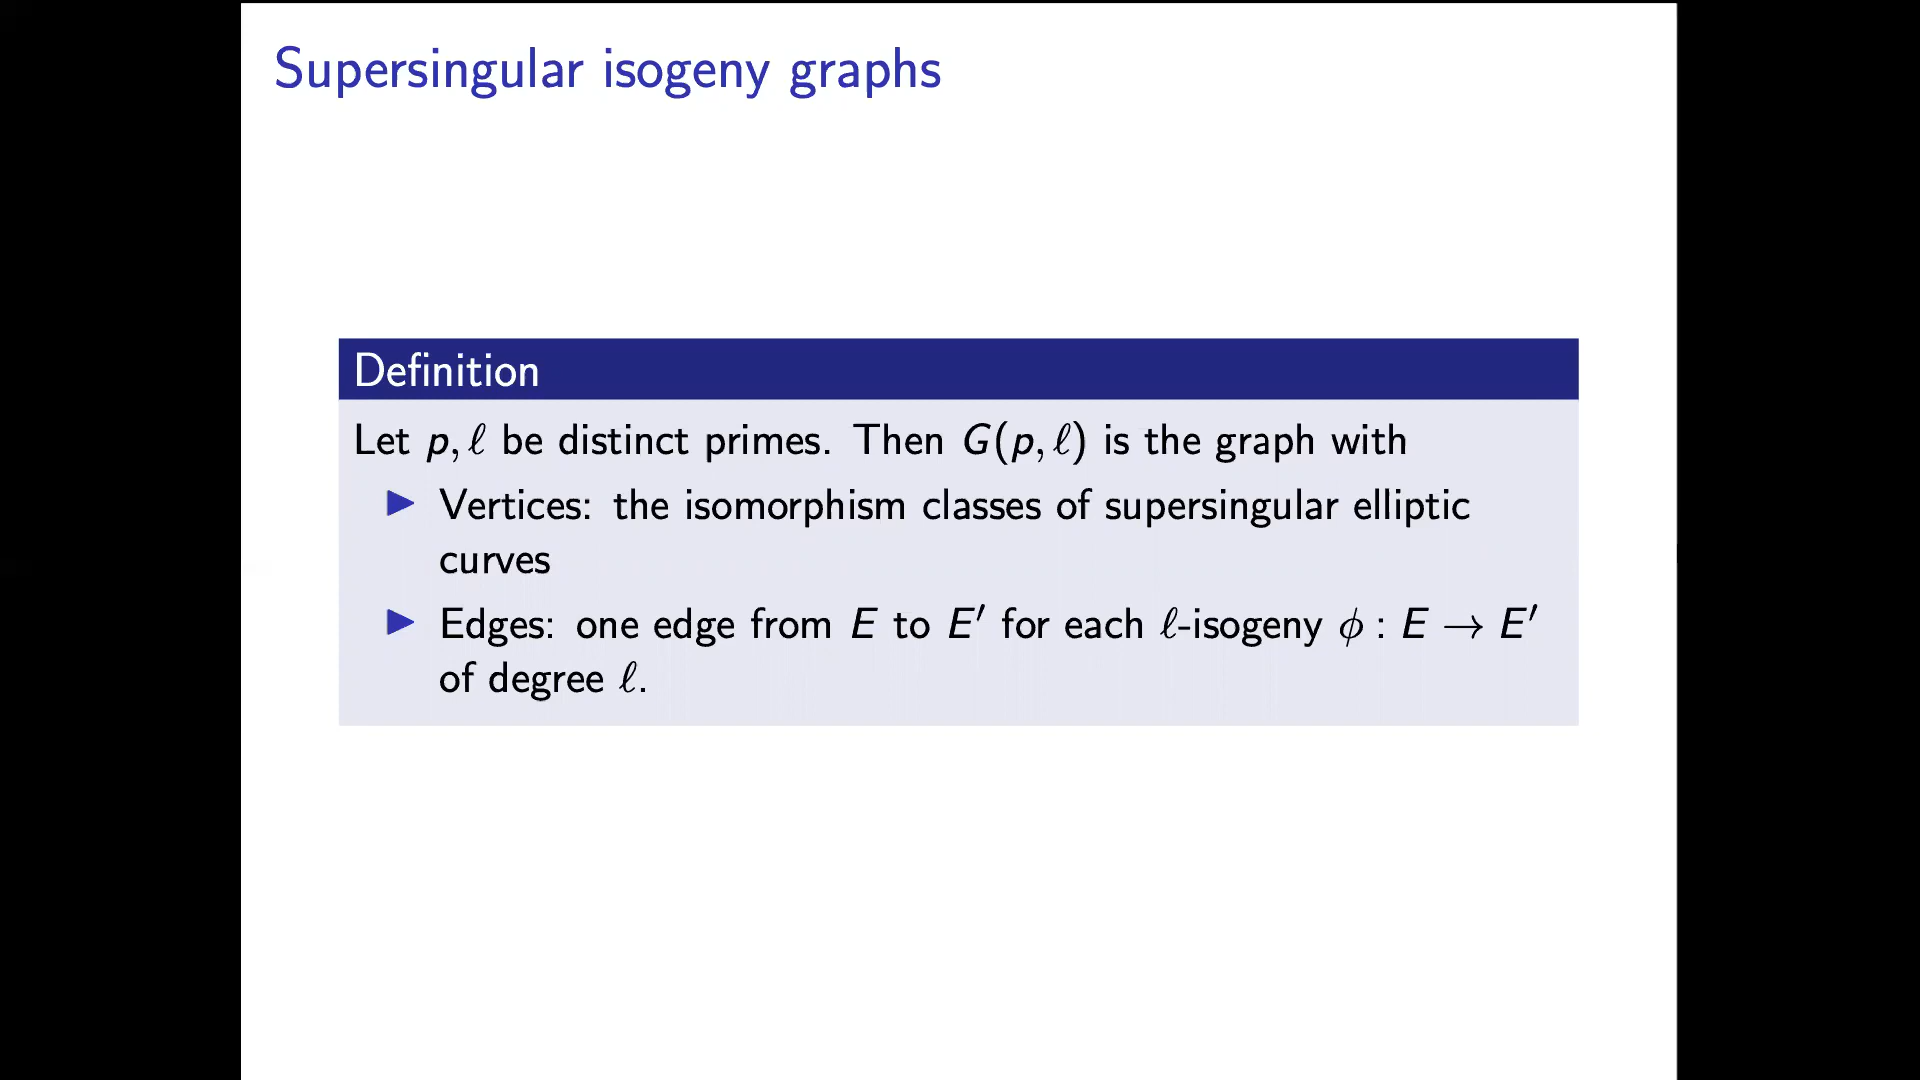 Supersingular isogeny graphs
Definition
Let p, ℓ be distinct primes. Then G(p, ℓ) is the graph with
▶ Vertices: the isomorphism classes of supersingular elliptic
curves
▶ Edges: one edge from E to E′ for each ℓ-isogeny ϕ : E → E′
of degree ℓ.